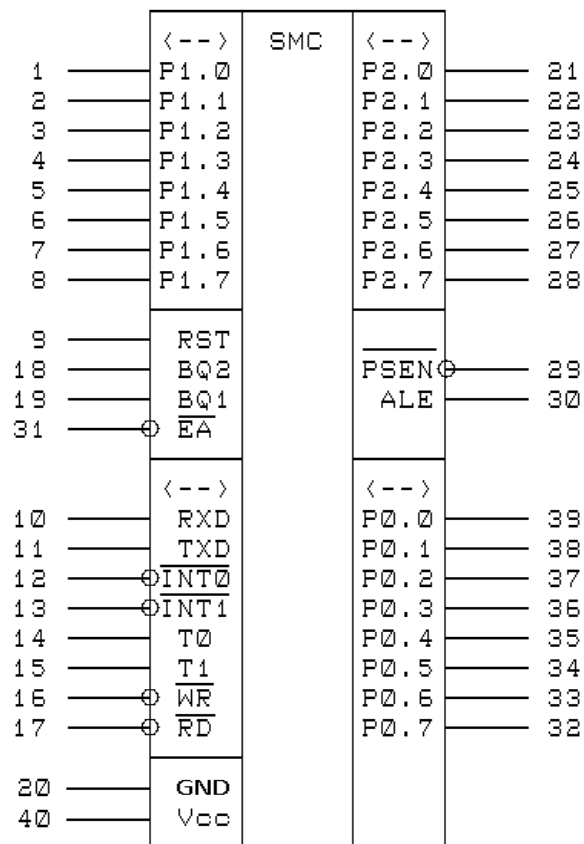 <--> SMC <-->
1 P1.0 P2.0 21
2 P1.1 P2.1 22
3 P1.2 P2.2 23
4 P1.3 P2.3 24
5 P1.4 P2.4 25
6 P1.5 P2.5 26
7 P1.6 P2.6 27
8 P1.7 P2.7 28
9 RST
18 BQ2 PSEN 29
19 BQ1 ALE 30
31 EA
<--> <-->
10 RXD P0.0 39
11 TXD P0.1 38
12 INT0 P0.2 37
13 INT1 P0.3 36
14 T0 P0.4 35
15 T1 P0.5 34
16 WR P0.6 33
17 RD P0.7 32
20 GND
40 Vcc